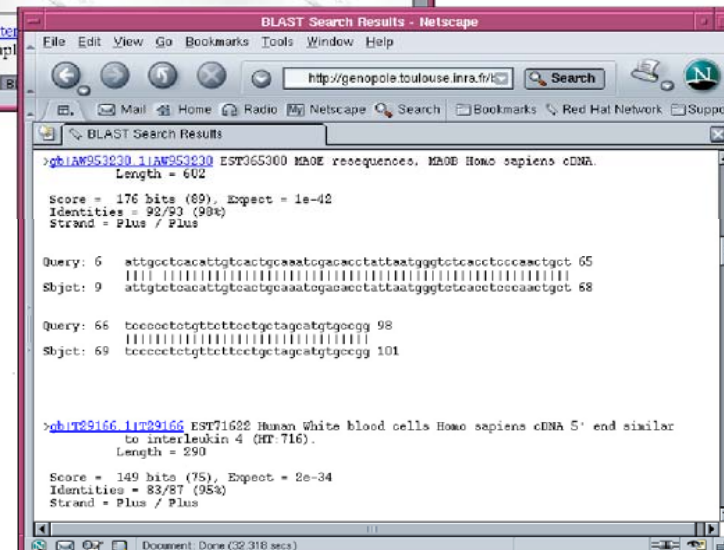 BLAST Search Results - Netscape
File Edit View Go Bookmarks Tools Window Help
http://genopole.toulouse.inra.fr/b Search N
Mail Home Radio My Netscape Search Bookmarks Red Hat Network Suppo
BLAST Search Results
>gb|AW953230.1|AW953230 EST365300 MAGE resequences, MAGB Homo sapiens cDNA.
Length = 602
Score = 176 bits (89), Expect = 1e-42
Identities = 92/93 (98%)
Strand = Plus / Plus
Query: 6 attgcctcacattgtcactgcaaatcgacacctattaatgggtctcacctcccaactgct 65
|||| |||||||||||||||||||||||||||||||||||||||||||||||||||||||
Sbjct: 9 attgtctcacattgtcactgcaaatcgacacctattaatgggtctcacctcccaactgct 68
Query: 66 tccccctctgttcttcctgctagcatgtgccgg 98
|||||||||||||||||||||||||||||||||
Sbjct: 69 tccccctctgttcttcctgctagcatgtgccgg 101
>gb|T29166.1|T29166 EST71622 Human White blood cells Homo sapiens cDNA 5' end similar
to interleukin 4 (HT:716).
Length = 290
Score = 149 bits (75), Expect = 2e-34
Identities = 83/87 (95%)
Strand = Plus / Plus
Document: Done (32.318 secs)